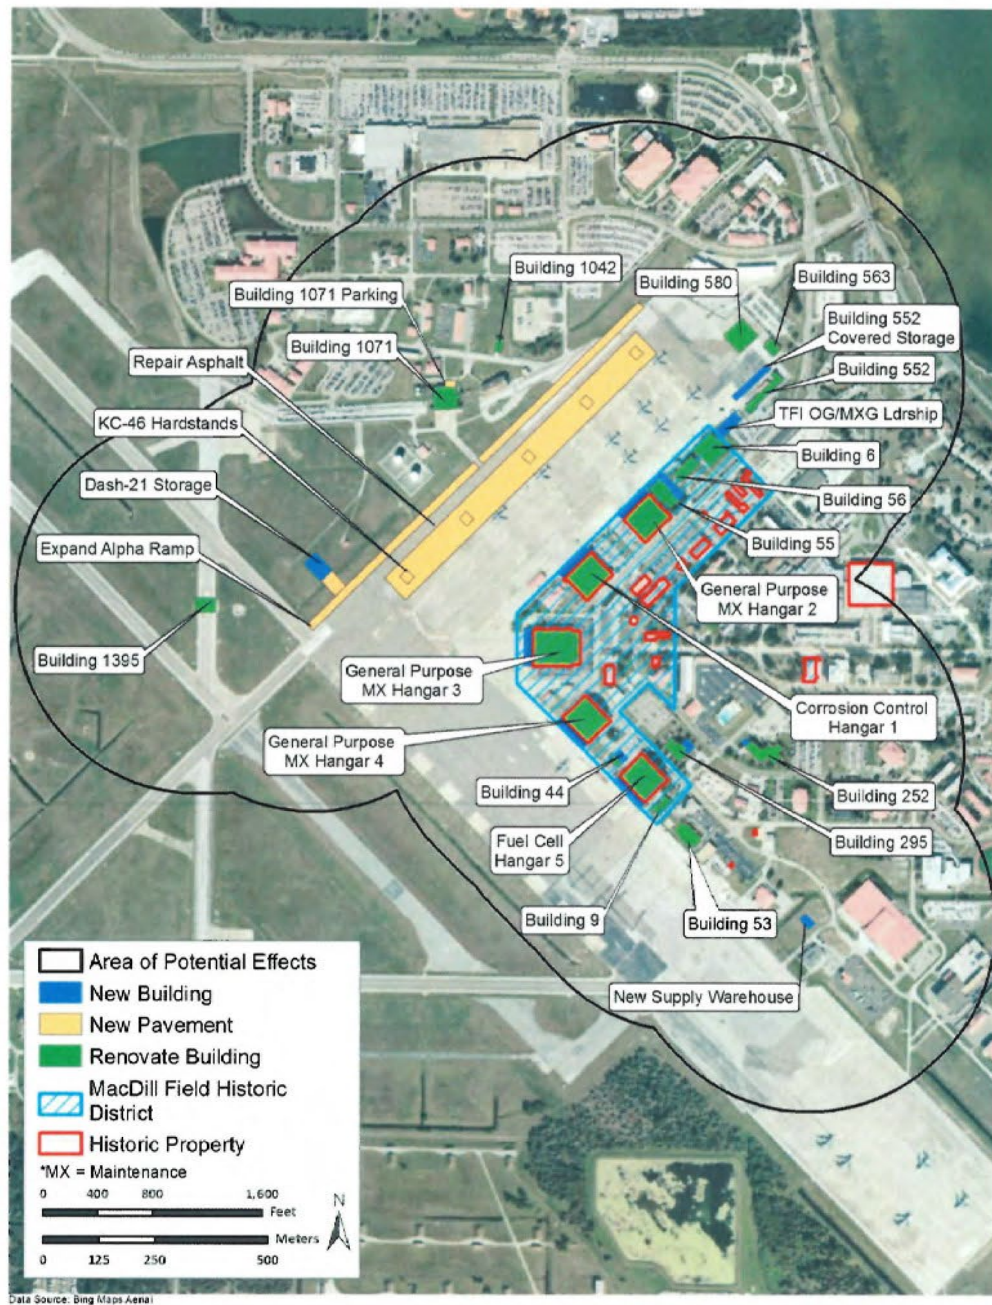 Building 1042
Building 580
Building 563
Building 1071 Parking
Building 552
Covered Storage
Building 1071
Repair Asphalt
Building 552
KC-46 Hardstands
TFI OG/MXG Ldrship
Dash-21 Storage
Building 6
Building 56
Expand Alpha Ramp
Building 55
General Purpose
MX Hangar 2
Building 1395
General Purpose
MX Hangar 3
Corrosion Control
Hangar 1
General Purpose
MX Hangar 4
Building 44
Building 252
Fuel Cell
Hangar 5
Building 295
Building 9
Building 53
New Supply Warehouse
Area of Potential Effects
New Building
New Pavement
Renovate Building
MacDill Field Historic
District
Historic Property
*MX = Maintenance
0 400 800 1,600
Feet
N
Meters
0 125 250 500
Data Source: Bing Maps Aerial